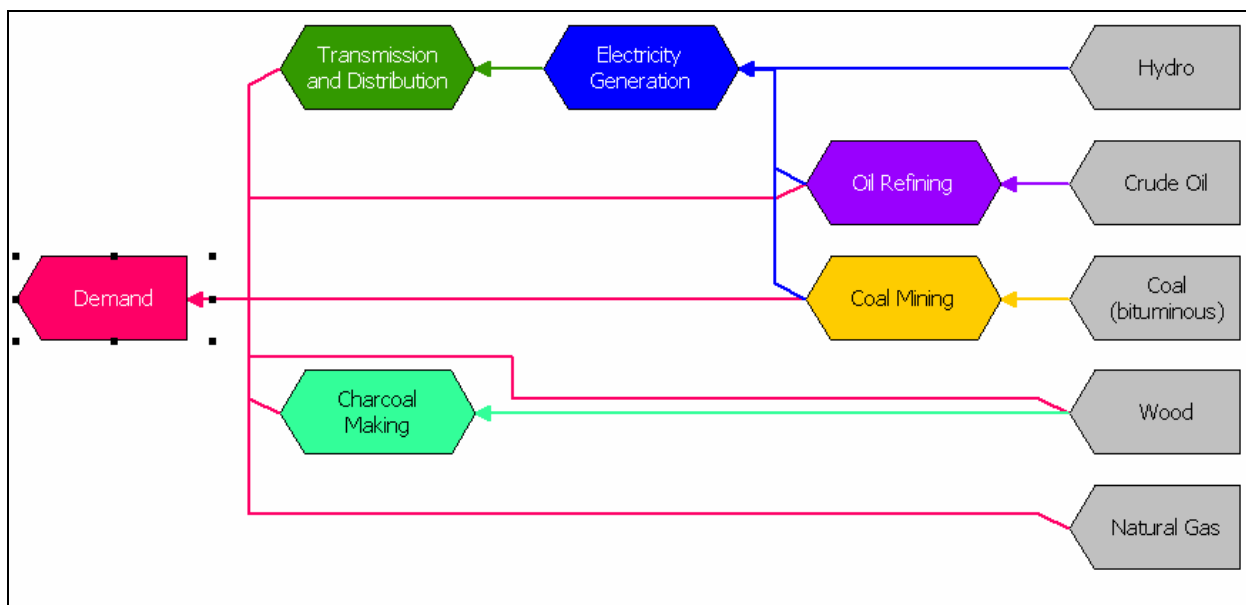 Transmission
and Distribution
Electricity
Generation
Hydro
Oil Refining
Crude Oil
Demand
Coal Mining
Coal
(bituminous)
Charcoal
Making
Wood
Natural Gas